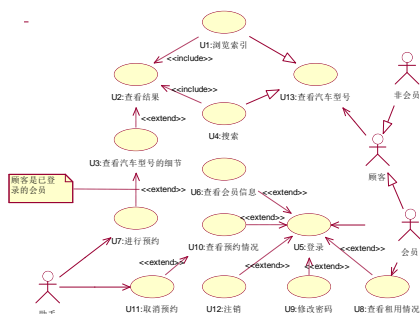 U1:浏览索引
<<include>>
U2:查看结果
U13:查看汽车型号
非会员
<<include>>
<<extend>>
U4:搜索
U3:查看汽车型号的细节
顾客
顾客是已登
录的会员
<<extend>>
U6:查看会员信息
<<extend>>
<<extend>>
U7:进行预约
U10:查看预约情况
U5:登录
会员
<<extend>>
<<extend>>
<<extend>>
<<extend>>
<<extend>>
U11:取消预约
U12:注销
U9:修改密码
U8:查看租用情况